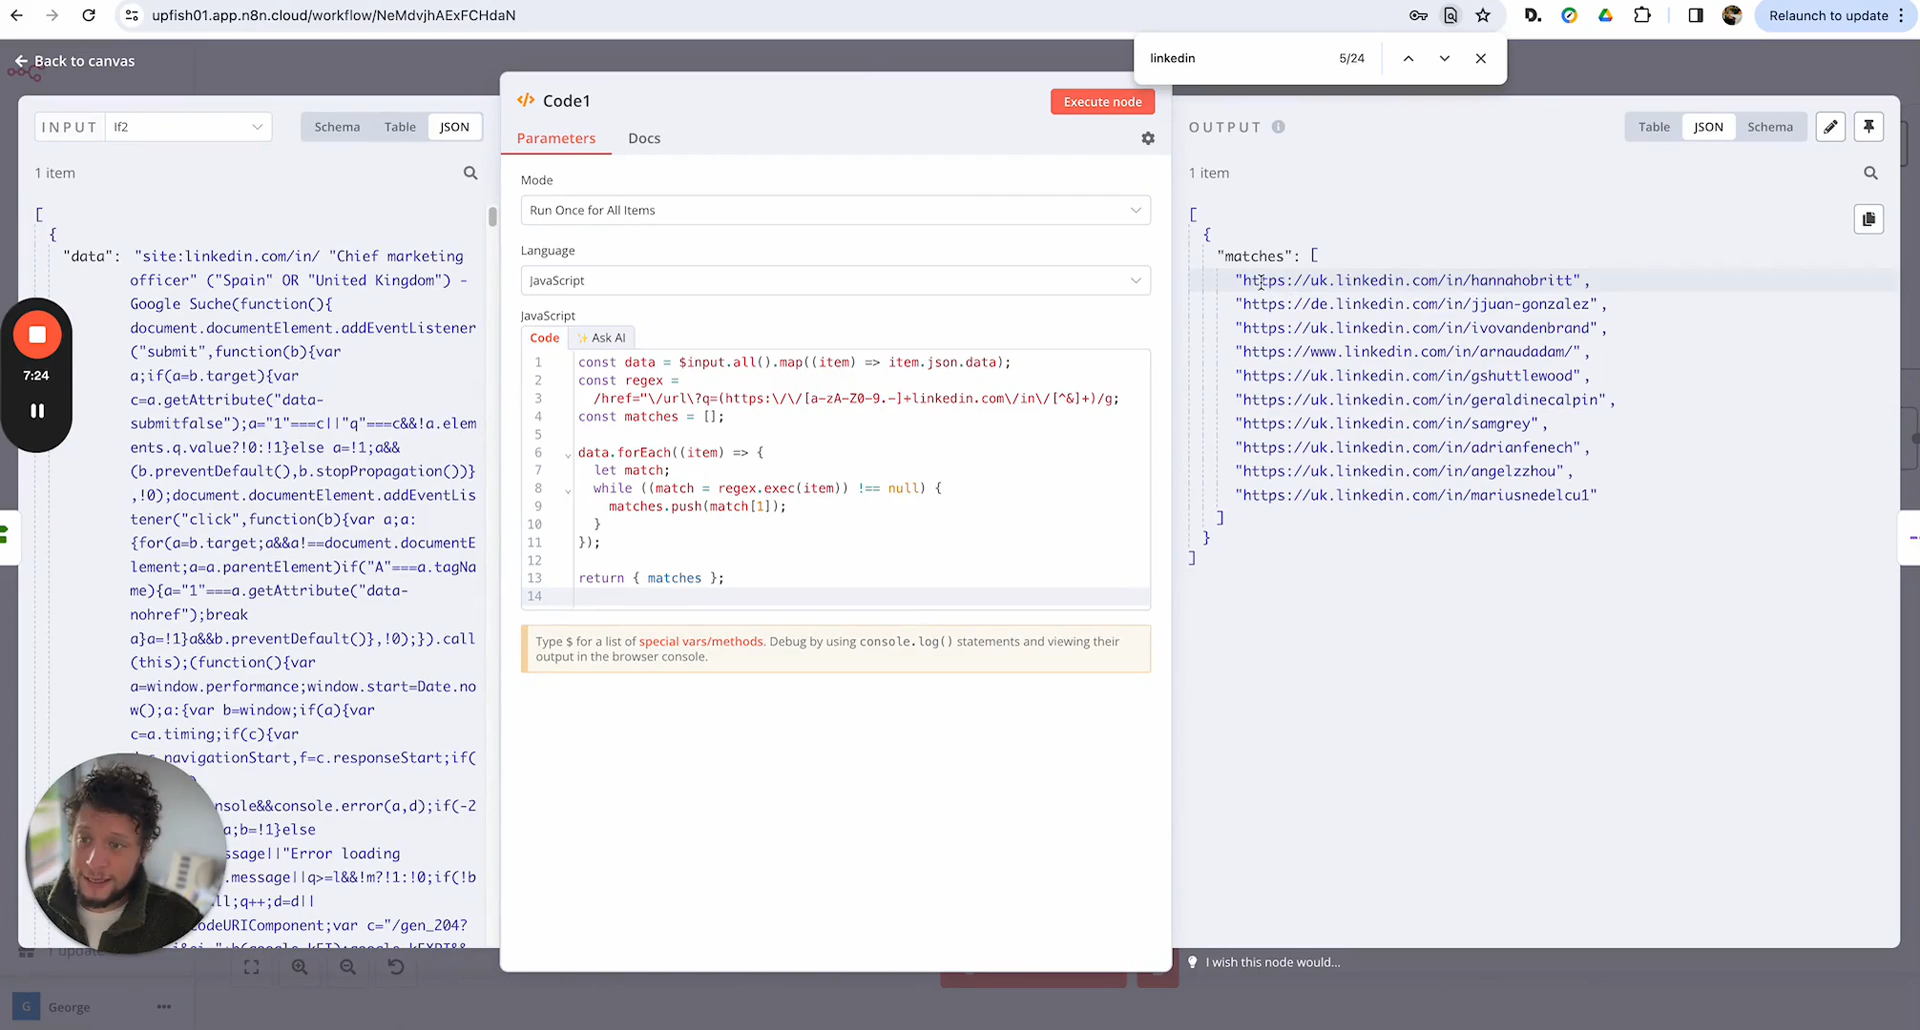 upfish01.app.n8n.cloud/workflow/NeMdvjhAExFCHdaN
D.
Relaunch to update
linkedin
5/24
Back to canvas
INPUT
If2
Schema
Table
JSON
1 item
[
{
"data": "site:linkedin.com/in/ "Chief marketing
officer" ("Spain" OR "United Kingdom") -
Google Suche(function(){
document.documentElement.addEventListener
("submit",function(b){var
a;if(a=b.target){var
c=a.getAttribute("data-
submitfalse");a="1"===c||"q"===c&&!a.elem
ents.q.value?!0:!1}else a=!1;a&&
(b.preventDefault(),b.stopPropagation())}
,!0);document.documentElement.addEventLis
tener("click",function(b){var a;a:
{for(a=b.target;a&&a!==document.documentE
lement;a=a.parentElement)if("A"===a.tagNa
me){a="1"===a.getAttribute("data-
nohref");break
a}a=!1}a&&b.preventDefault()},!0);}).call
(this);(function(){var
a=window.performance;window.start=Date.no
w();a:{var b=window;if(a){var
c=a.timing;if(c){var
navigationStart,f=c.responseStart;if(
nsole&&console.error(a,d);if(-2
a;b=!1}else
ssage||"Error loading
.message||q>=l&&!m?!1:!0;if(!b
ll;q++;d=d||
codeURIComponent;var c="/gen_204?
7:24
Code1
Execute node
Parameters
Docs
Mode
Run Once for All Items
Language
JavaScript
JavaScript
Code
Ask AI
1 const data = $input.all().map((item) => item.json.data);
2 const regex =
3 /href="\/url\?q=(https:\/\/[a-zA-Z0-9.-]+linkedin.com\/in\/[^&]+)/g;
4 const matches = [];
5
6 data.forEach((item) => {
7 let match;
8 while ((match = regex.exec(item)) !== null) {
9 matches.push(match[1]);
10 }
11 });
12
13 return { matches };
14
Type $ for a list of special vars/methods. Debug by using console.log() statements and viewing their
output in the browser console.
OUTPUT
Table
JSON
Schema
1 item
[
{
"matches": [
"https://uk.linkedin.com/in/hannahobritt",
"https://de.linkedin.com/in/jjuan-gonzalez",
"https://uk.linkedin.com/in/ivovandenbrand",
"https://www.linkedin.com/in/arnaudadam/",
"https://uk.linkedin.com/in/gshuttlewood",
"https://uk.linkedin.com/in/geraldinecalpin",
"https://uk.linkedin.com/in/samgrey",
"https://uk.linkedin.com/in/adrianfenech",
"https://uk.linkedin.com/in/angelzzhou",
"https://uk.linkedin.com/in/mariusnedelcu1"
]
}
]
I wish this node would...
1 update
G
George